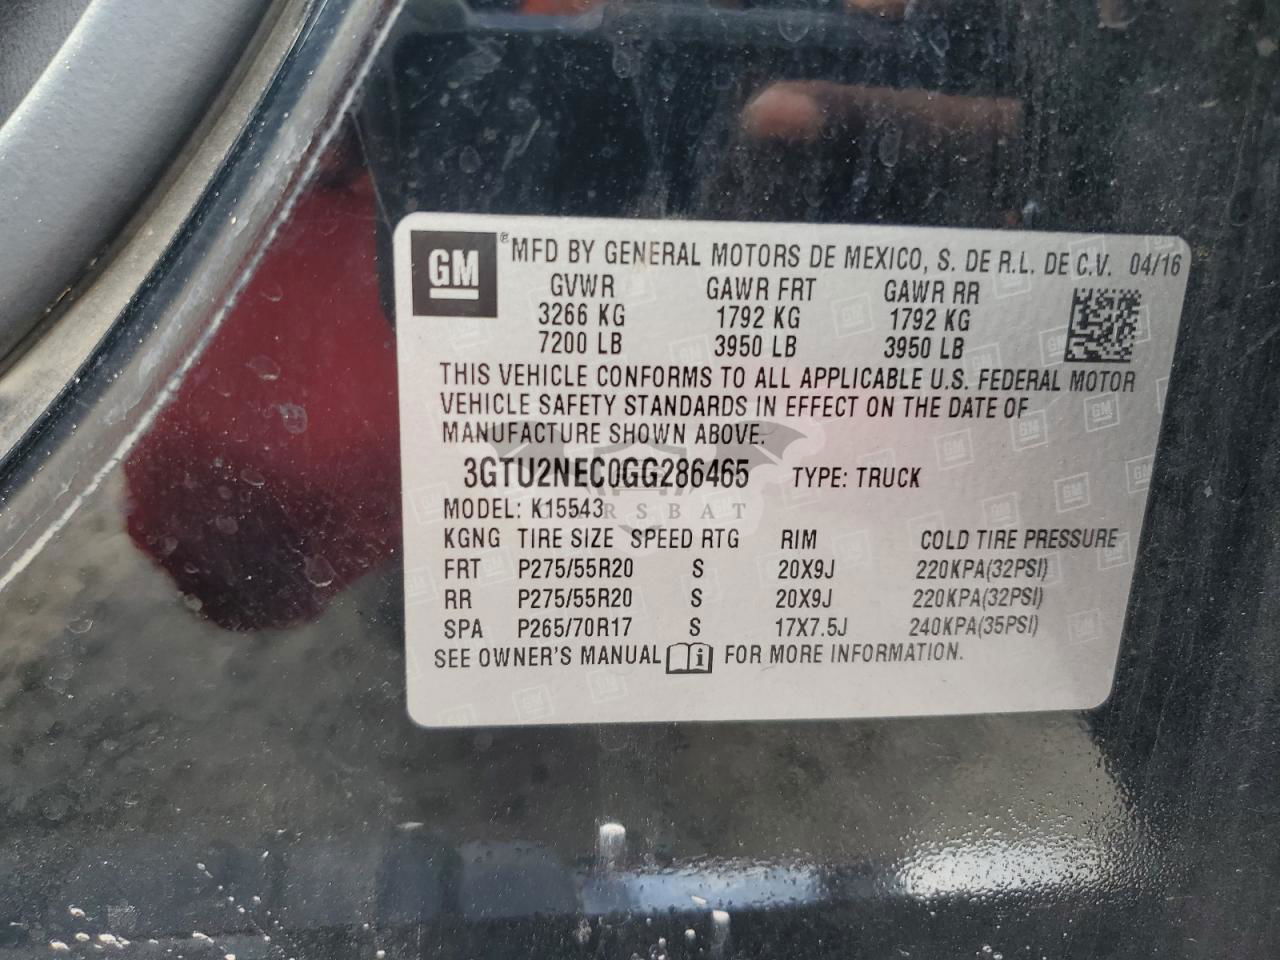 GM ® MFD BY GENERAL MOTORS DE MEXICO, S. DE R.L. DE C.V. 04/16
GVWR GAWR FRT GAWR RR
3266 KG 1792 KG 1792 KG
7200 LB 3950 LB 3950 LB
THIS VEHICLE CONFORMS TO ALL APPLICABLE U.S. FEDERAL MOTOR
VEHICLE SAFETY STANDARDS IN EFFECT ON THE DATE OF
MANUFACTURE SHOWN ABOVE.
3GTU2NEC0GG286465 TYPE: TRUCK
MODEL: K15543
RSBAT
KGNG TIRE SIZE SPEED RTG RIM COLD TIRE PRESSURE
FRT P275/55R20 S 20X9J 220KPA(32PSI)
RR P275/55R20 S 20X9J 220KPA(32PSI)
SPA P265/70R17 S 17X7.5J 240KPA(35PSI)
SEE OWNER'S MANUAL FOR MORE INFORMATION.